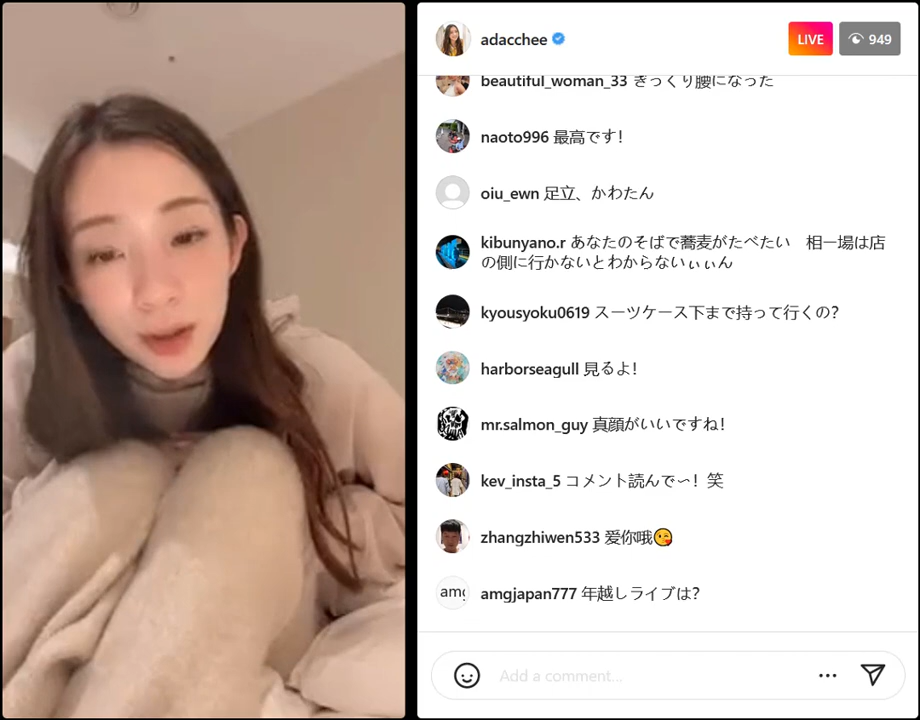 adacchee
LIVE
949
beautiful_woman_33 ぎっくり腰になった
naoto996 最高です!
oiu_ewn 足立、かわたん
kibunyano.r あなたのそばで蕎麦がたべたい　相一場は店
の側に行かないとわからないぃぃん
kyousyoku0619 スーツケース下まで持って行くの?
harborseagull 見るよ!
mr.salmon_guy 真顔がいいですね!
kev_insta_5 コメント読んで〜! 笑
zhangzhiwen533 爱你哦😘
amg
amgjapan777 年越しライブは?
Add a comment...